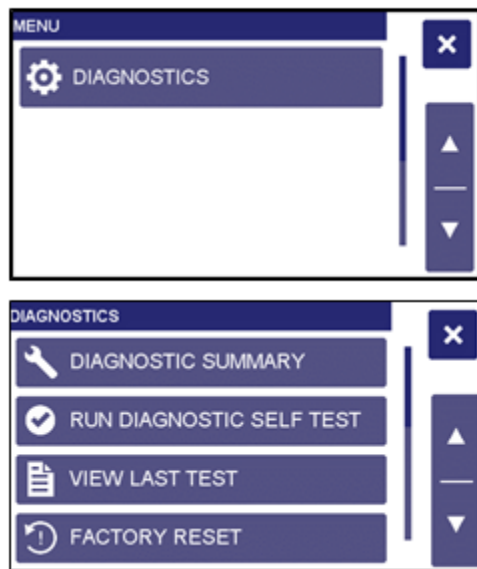 MENU
DIAGNOSTICS
DIAGNOSTICS
DIAGNOSTIC SUMMARY
RUN DIAGNOSTIC SELF TEST
VIEW LAST TEST
FACTORY RESET